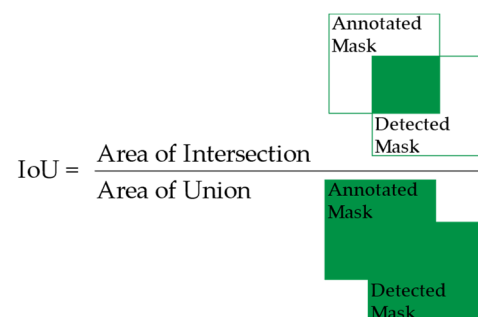 Annotated
Mask
Detected
Mask
IoU =
Area of Intersection
Area of Union
Annotated
Mask
Detected
Mask